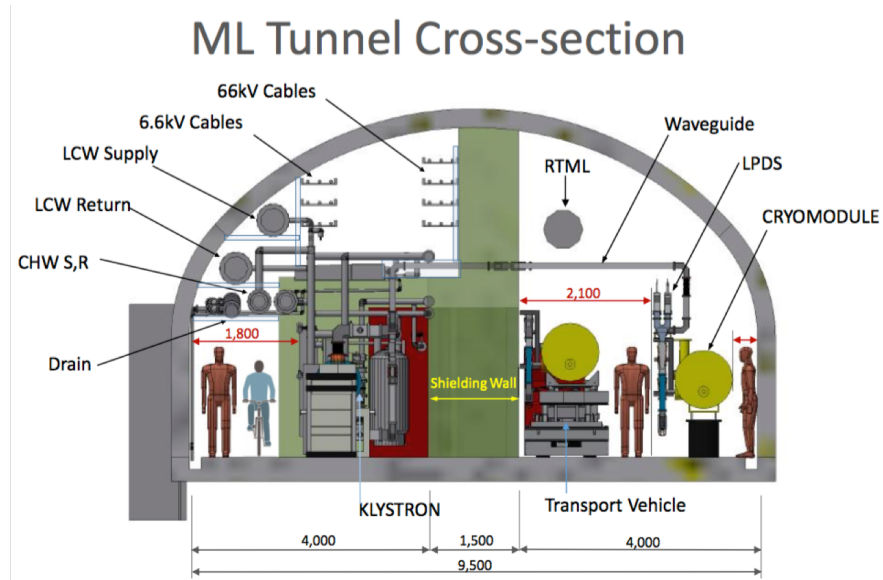 ML Tunnel Cross-section
66kV Cables
6.6kV Cables
Waveguide
LCW Supply
RTML
LPDS
LCW Return
CRYOMODULE
CHW S,R
2,100
1,800
Drain
Shielding Wall
KLYSTRON
Transport Vehicle
4,000
1,500
4,000
9,500